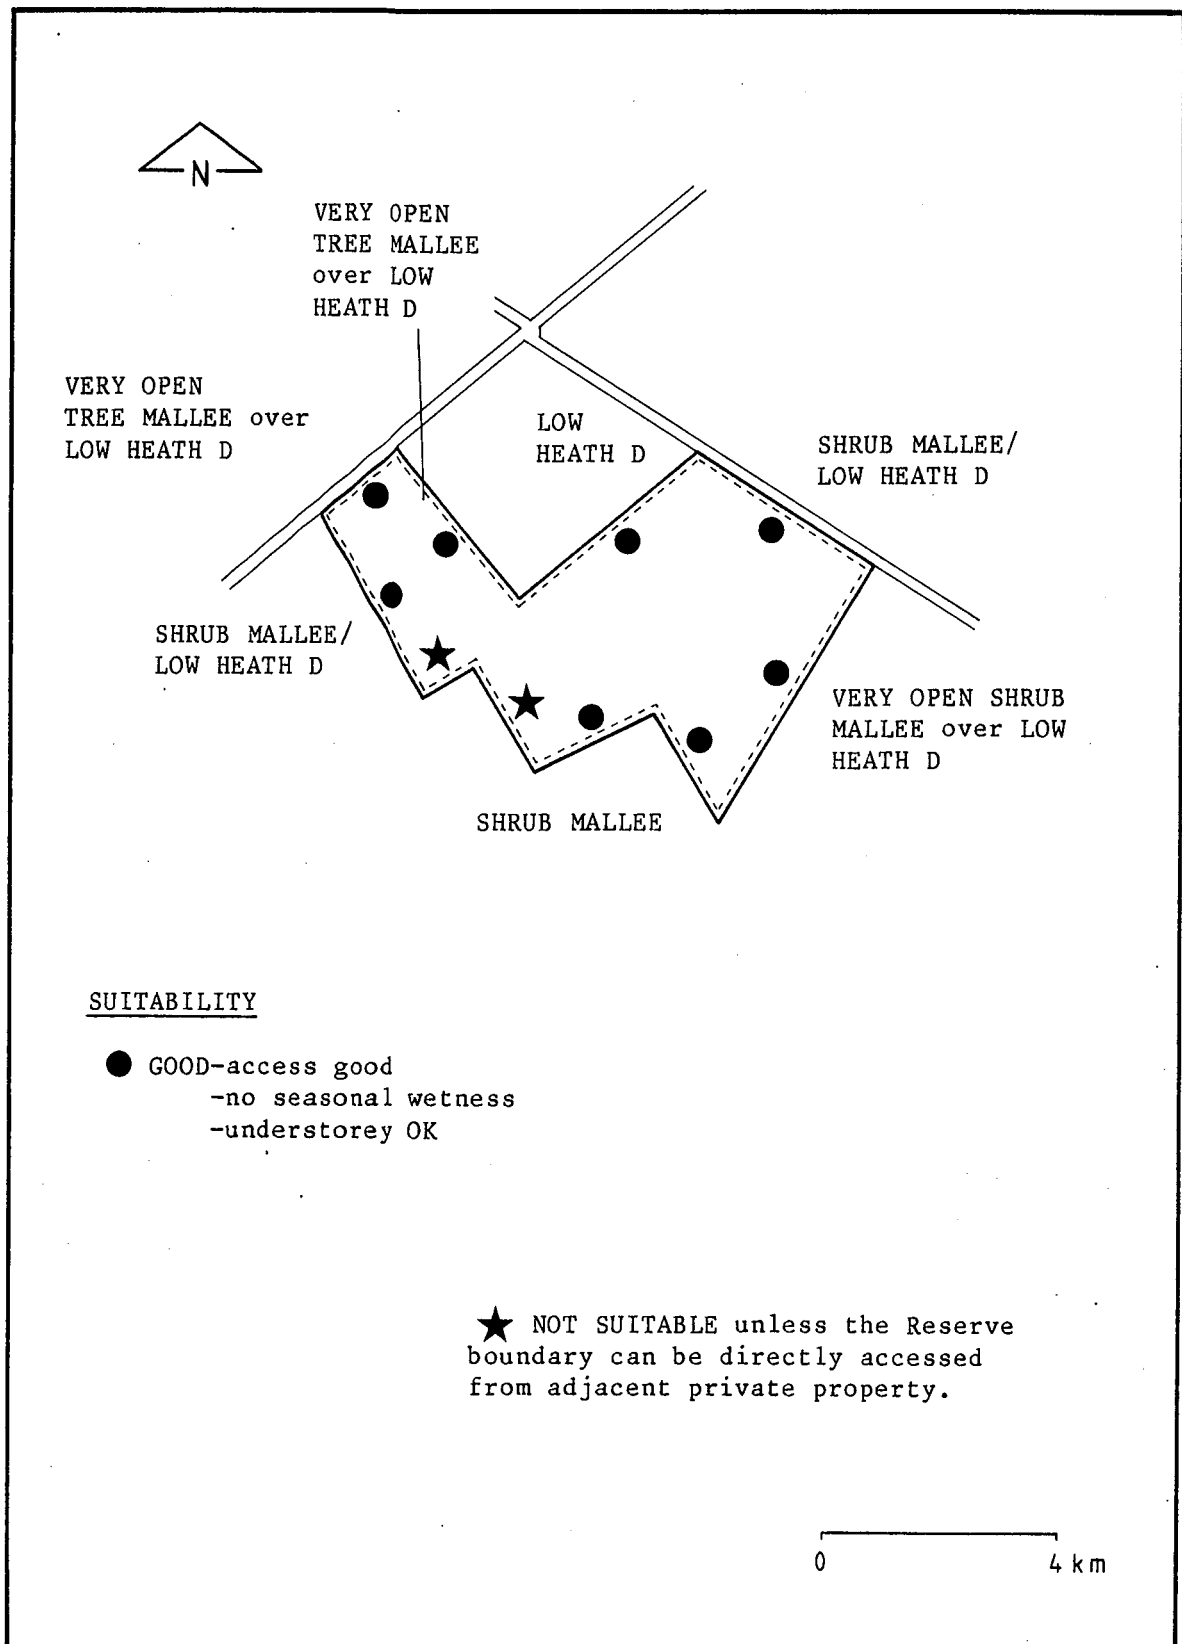 N
VERY OPEN
TREE MALLEE
over LOW
HEATH D
VERY OPEN
TREE MALLEE over
LOW HEATH D
LOW
HEATH D
SHRUB MALLEE/
LOW HEATH D
SHRUB MALLEE/
LOW HEATH D
VERY OPEN SHRUB
MALLEE over LOW
HEATH D
SHRUB MALLEE
SUITABILITY
GOOD-access good
-no seasonal wetness
-understorey OK
NOT SUITABLE unless the Reserve
boundary can be directly accessed
from adjacent private property.
0 4 km